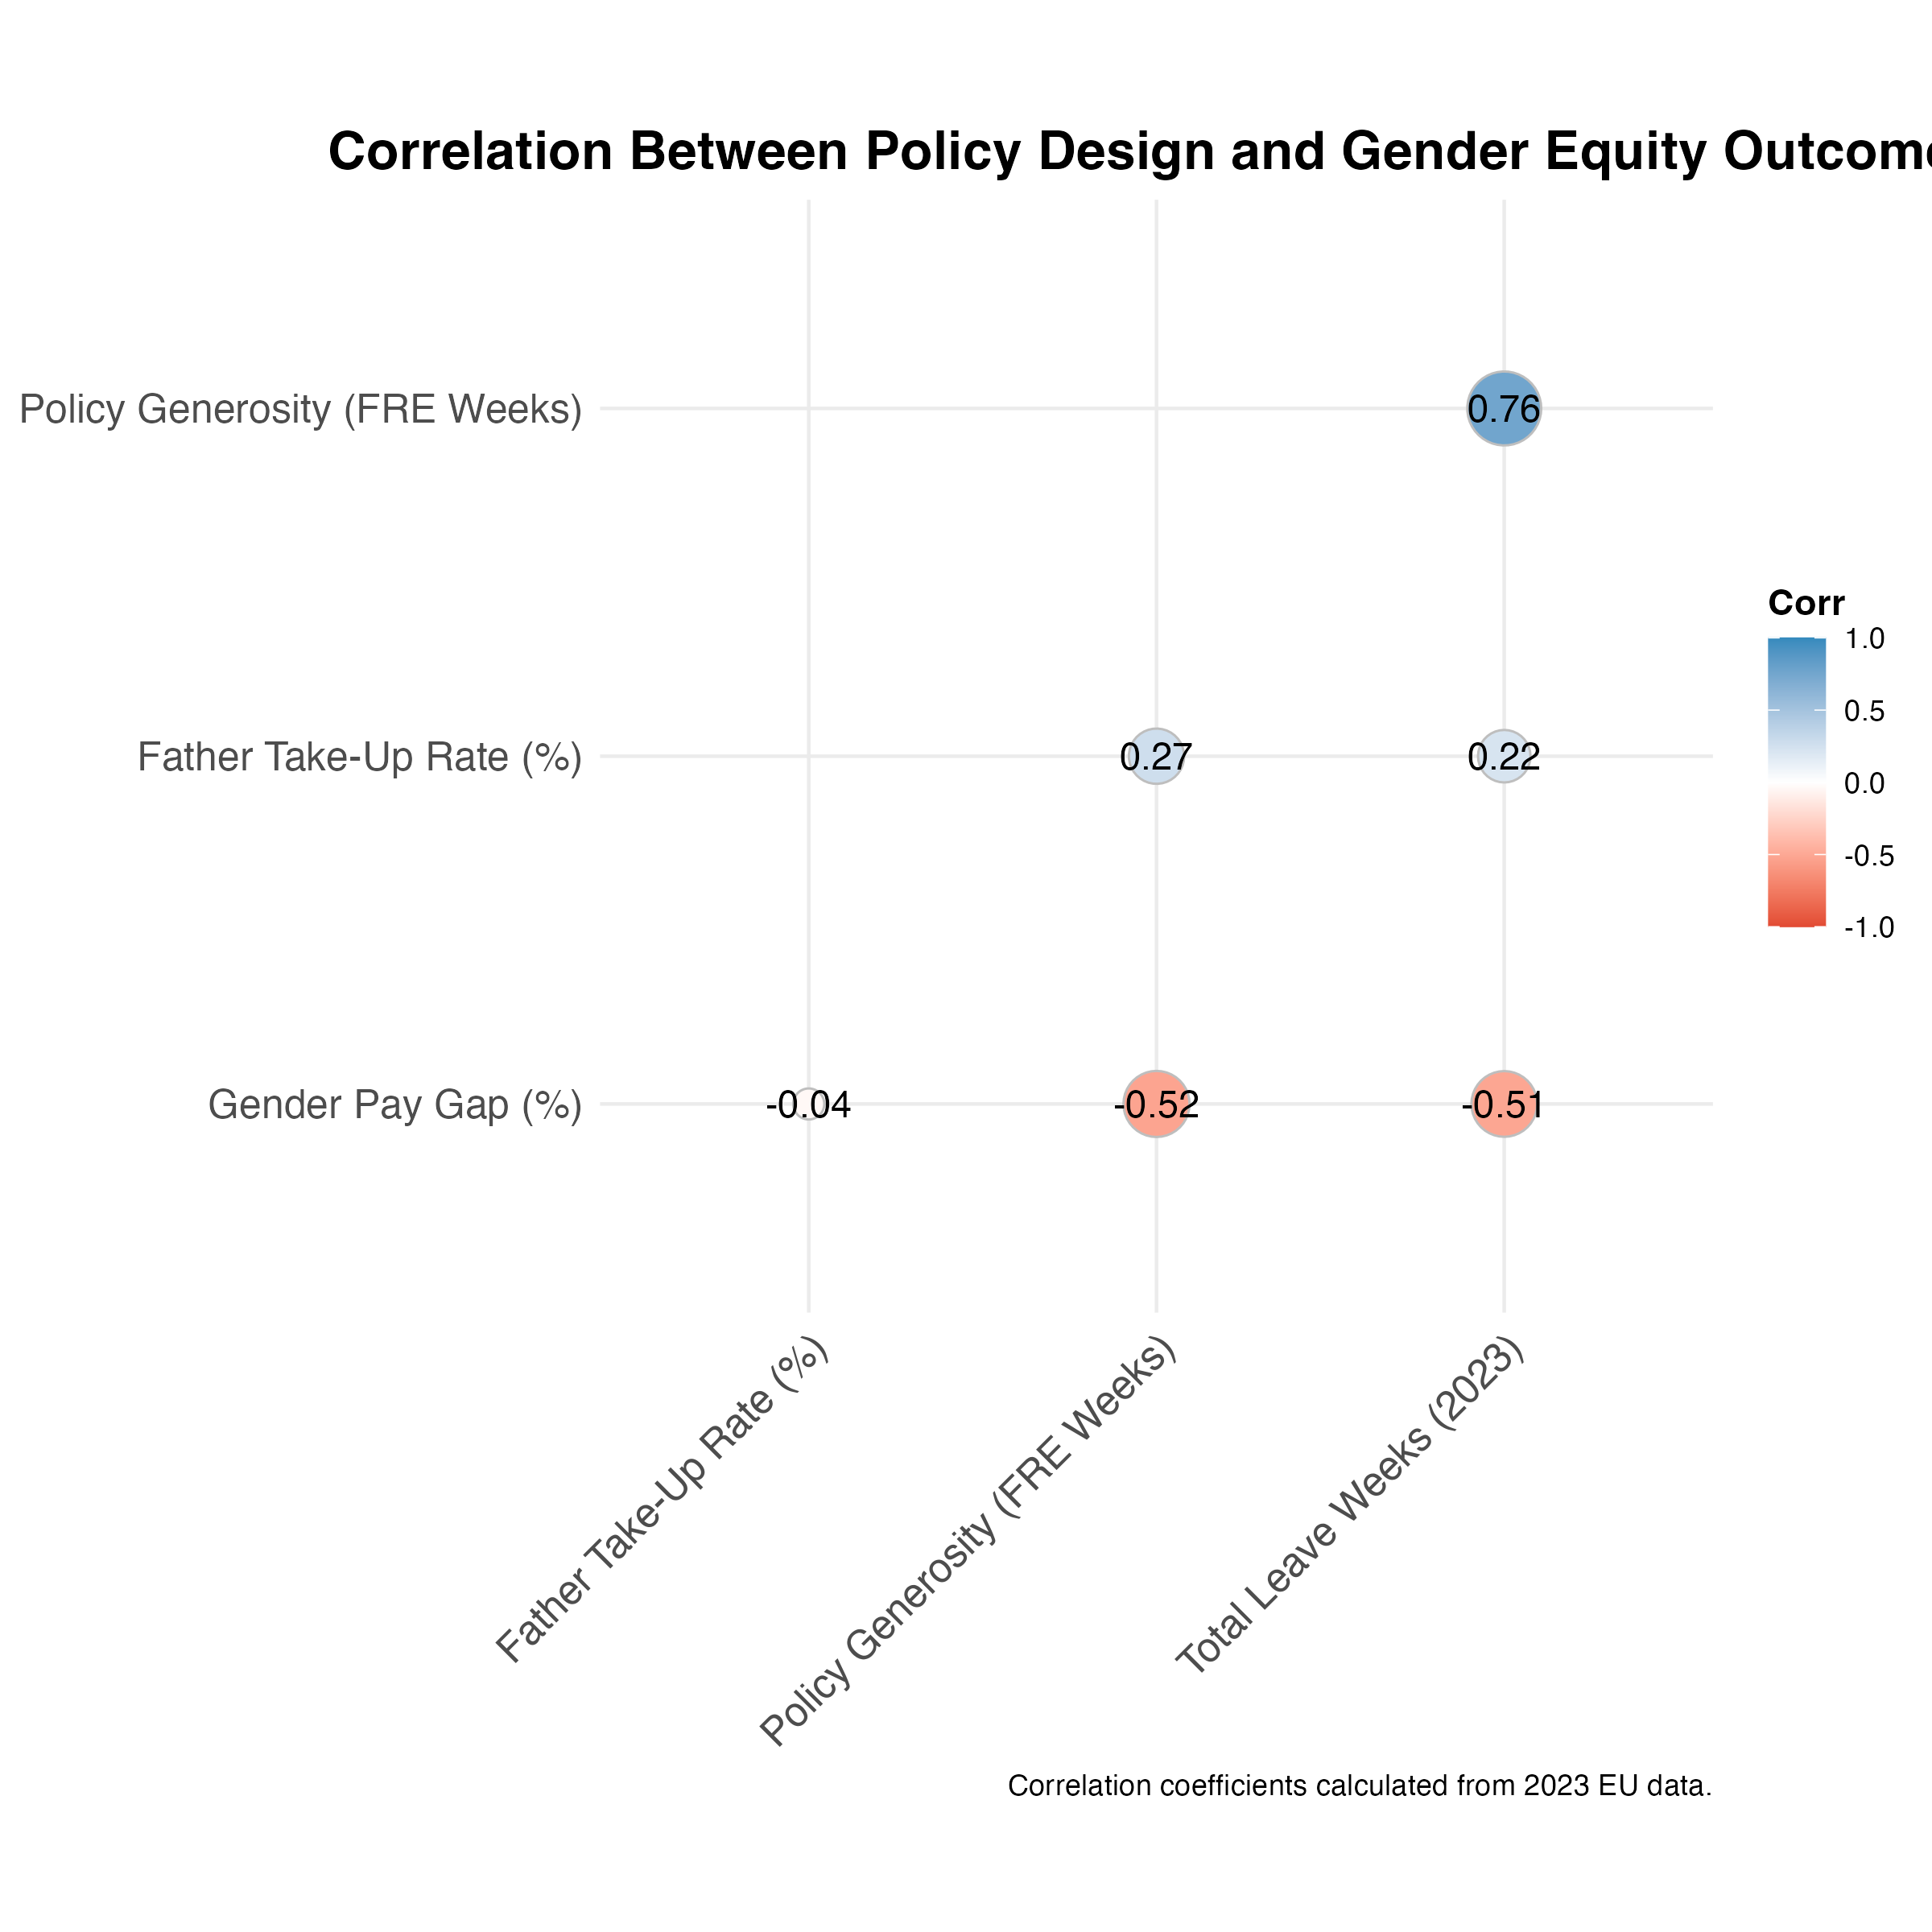 Correlation Between Policy Design and Gender Equity Outcom
Policy Generosity (FRE Weeks)
0.76
Corr
1.0
0.5
0.0
-0.5
-1.0
Father Take-Up Rate (%)
0.27
0.22
Gender Pay Gap (%)
-0.04
-0.52
-0.51
Father Take-Up Rate (%)
Policy Generosity (FRE Weeks)
Total Leave Weeks (2023)
Correlation coefficients calculated from 2023 EU data.